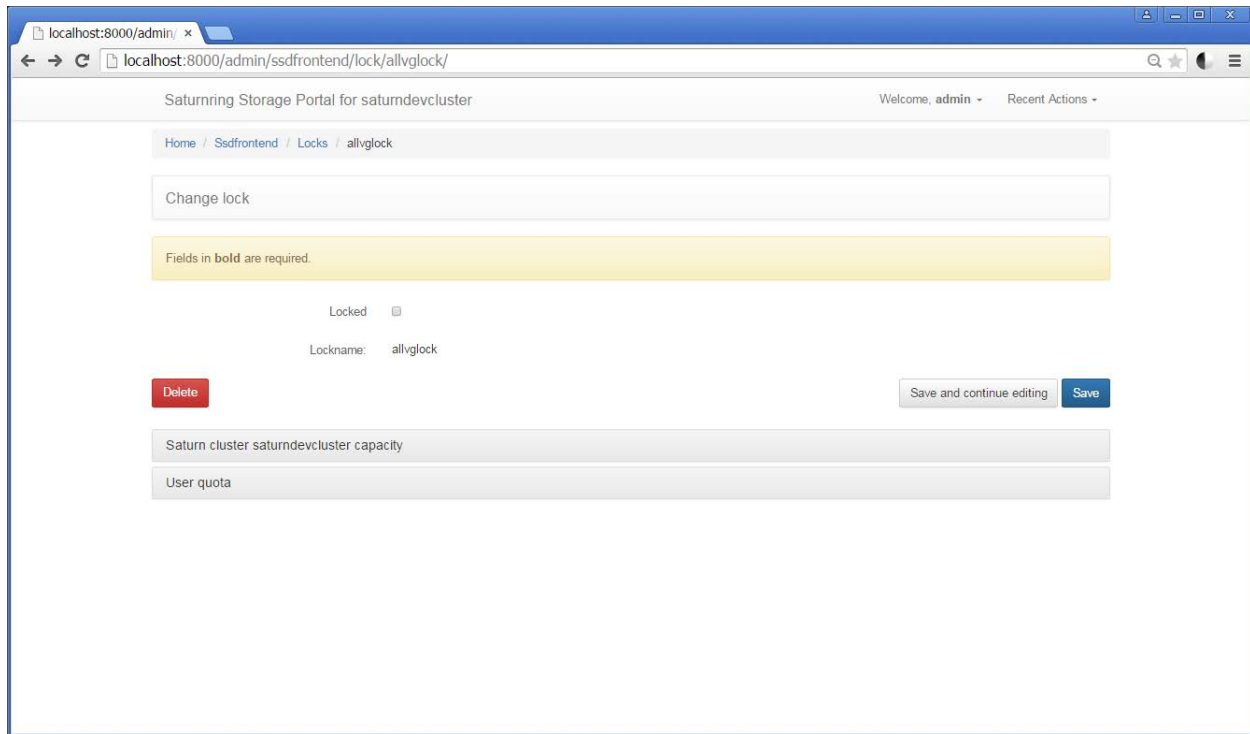 localhost:8000/admin/ ×
localhost:8000/admin/ssdfrontend/lock/allvglock/
Saturnring Storage Portal for saturndevcluster
Welcome, admin
Recent Actions
Home / Ssdfrontend / Locks / allvglock
Change lock
Fields in bold are required.
Locked
Lockname: allvglock
Delete
Save and continue editing
Save
Saturn cluster saturndevcluster capacity
User quota